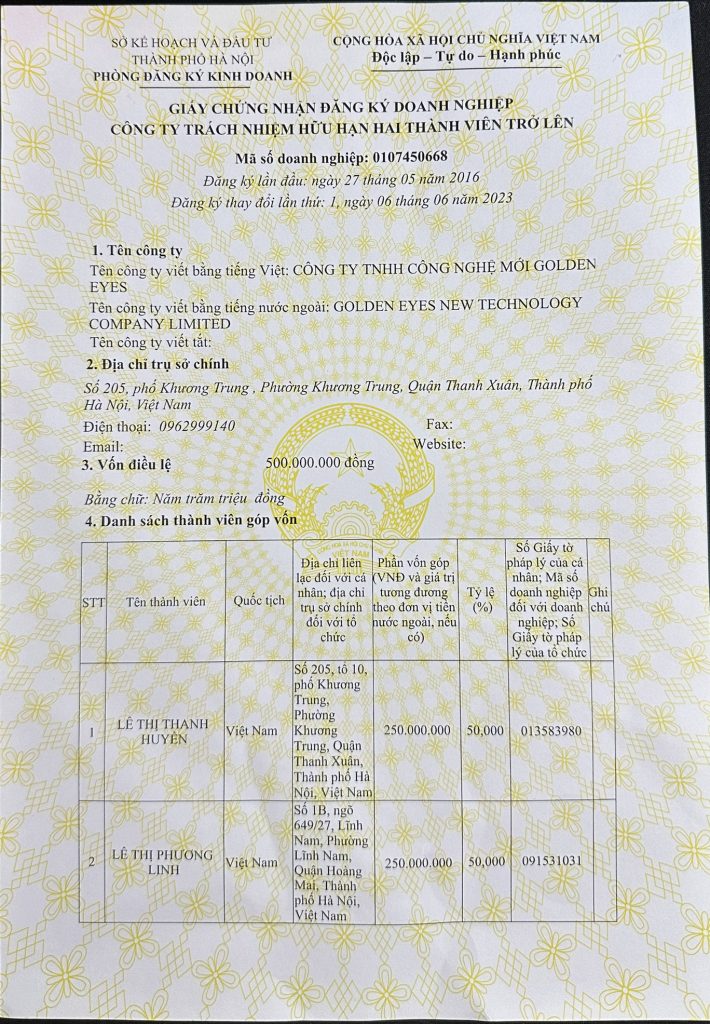 SỞ KẾ HOẠCH VÀ ĐẦU TƯ
THÀNH PHỐ HÀ NỘI
PHÒNG ĐĂNG KÝ KINH DOANH
CỘNG HÒA XÃ HỘI CHỦ NGHĨA VIỆT NAM
Độc lập – Tự do – Hạnh phúc
GIẤY CHỨNG NHẬN ĐĂNG KÝ DOANH NGHIỆP
CÔNG TY TRÁCH NHIỆM HỮU HẠN HAI THÀNH VIÊN TRỞ LÊN
Mã số doanh nghiệp: 0107450668
Đăng ký lần đầu: ngày 27 tháng 05 năm 2016
Đăng ký thay đổi lần thứ: 1, ngày 06 tháng 06 năm 2023
1. Tên công ty
Tên công ty viết bằng tiếng Việt: CÔNG TY TNHH CÔNG NGHỆ MỚI GOLDEN
EYES
Tên công ty viết bằng tiếng nước ngoài: GOLDEN EYES NEW TECHNOLOGY
COMPANY LIMITED
Tên công ty viết tắt:
2. Địa chỉ trụ sở chính
Số 205, phố Khương Trung , Phường Khương Trung, Quận Thanh Xuân, Thành phố
Hà Nội, Việt Nam
Điện thoại: 0962999140
Fax:
Email:
Website:
3. Vốn điều lệ
500.000.000 đồng
Bằng chữ: Năm trăm triệu đồng
4. Danh sách thành viên góp vốn
VIỆT NAM
STT
Tên thành viên
Quốc tịch
Địa chỉ liên
lạc đối với cá
nhân; địa chỉ
trụ sở chính
đối với tổ
chức
Phần vốn góp
(VNĐ và giá trị
tương đương
theo đơn vị tiền
nước ngoài, nếu
có)
Tỷ lệ
(%)
Số Giấy tờ
pháp lý của cá
nhân; Mã số
doanh nghiệp
đối với doanh
nghiệp; Số
Giấy tờ pháp
lý của tổ chức
Ghi
chú
1
LÊ THỊ THANH
HUYỀN
Việt Nam
Số 205, tổ 10,
phố Khương
Trung,
Phường
Khương
Trung, Quận
Thanh Xuân,
Thành phố Hà
Nội, Việt Nam
250.000.000
50,000
013583980
2
LÊ THỊ PHƯƠNG
LINH
Việt Nam
Số 1B, ngõ
649/27, Lĩnh
Nam, Phường
Lĩnh Nam,
Quận Hoàng
Mai, Thành
phố Hà Nội,
Việt Nam
250.000.000
50,000
091531031